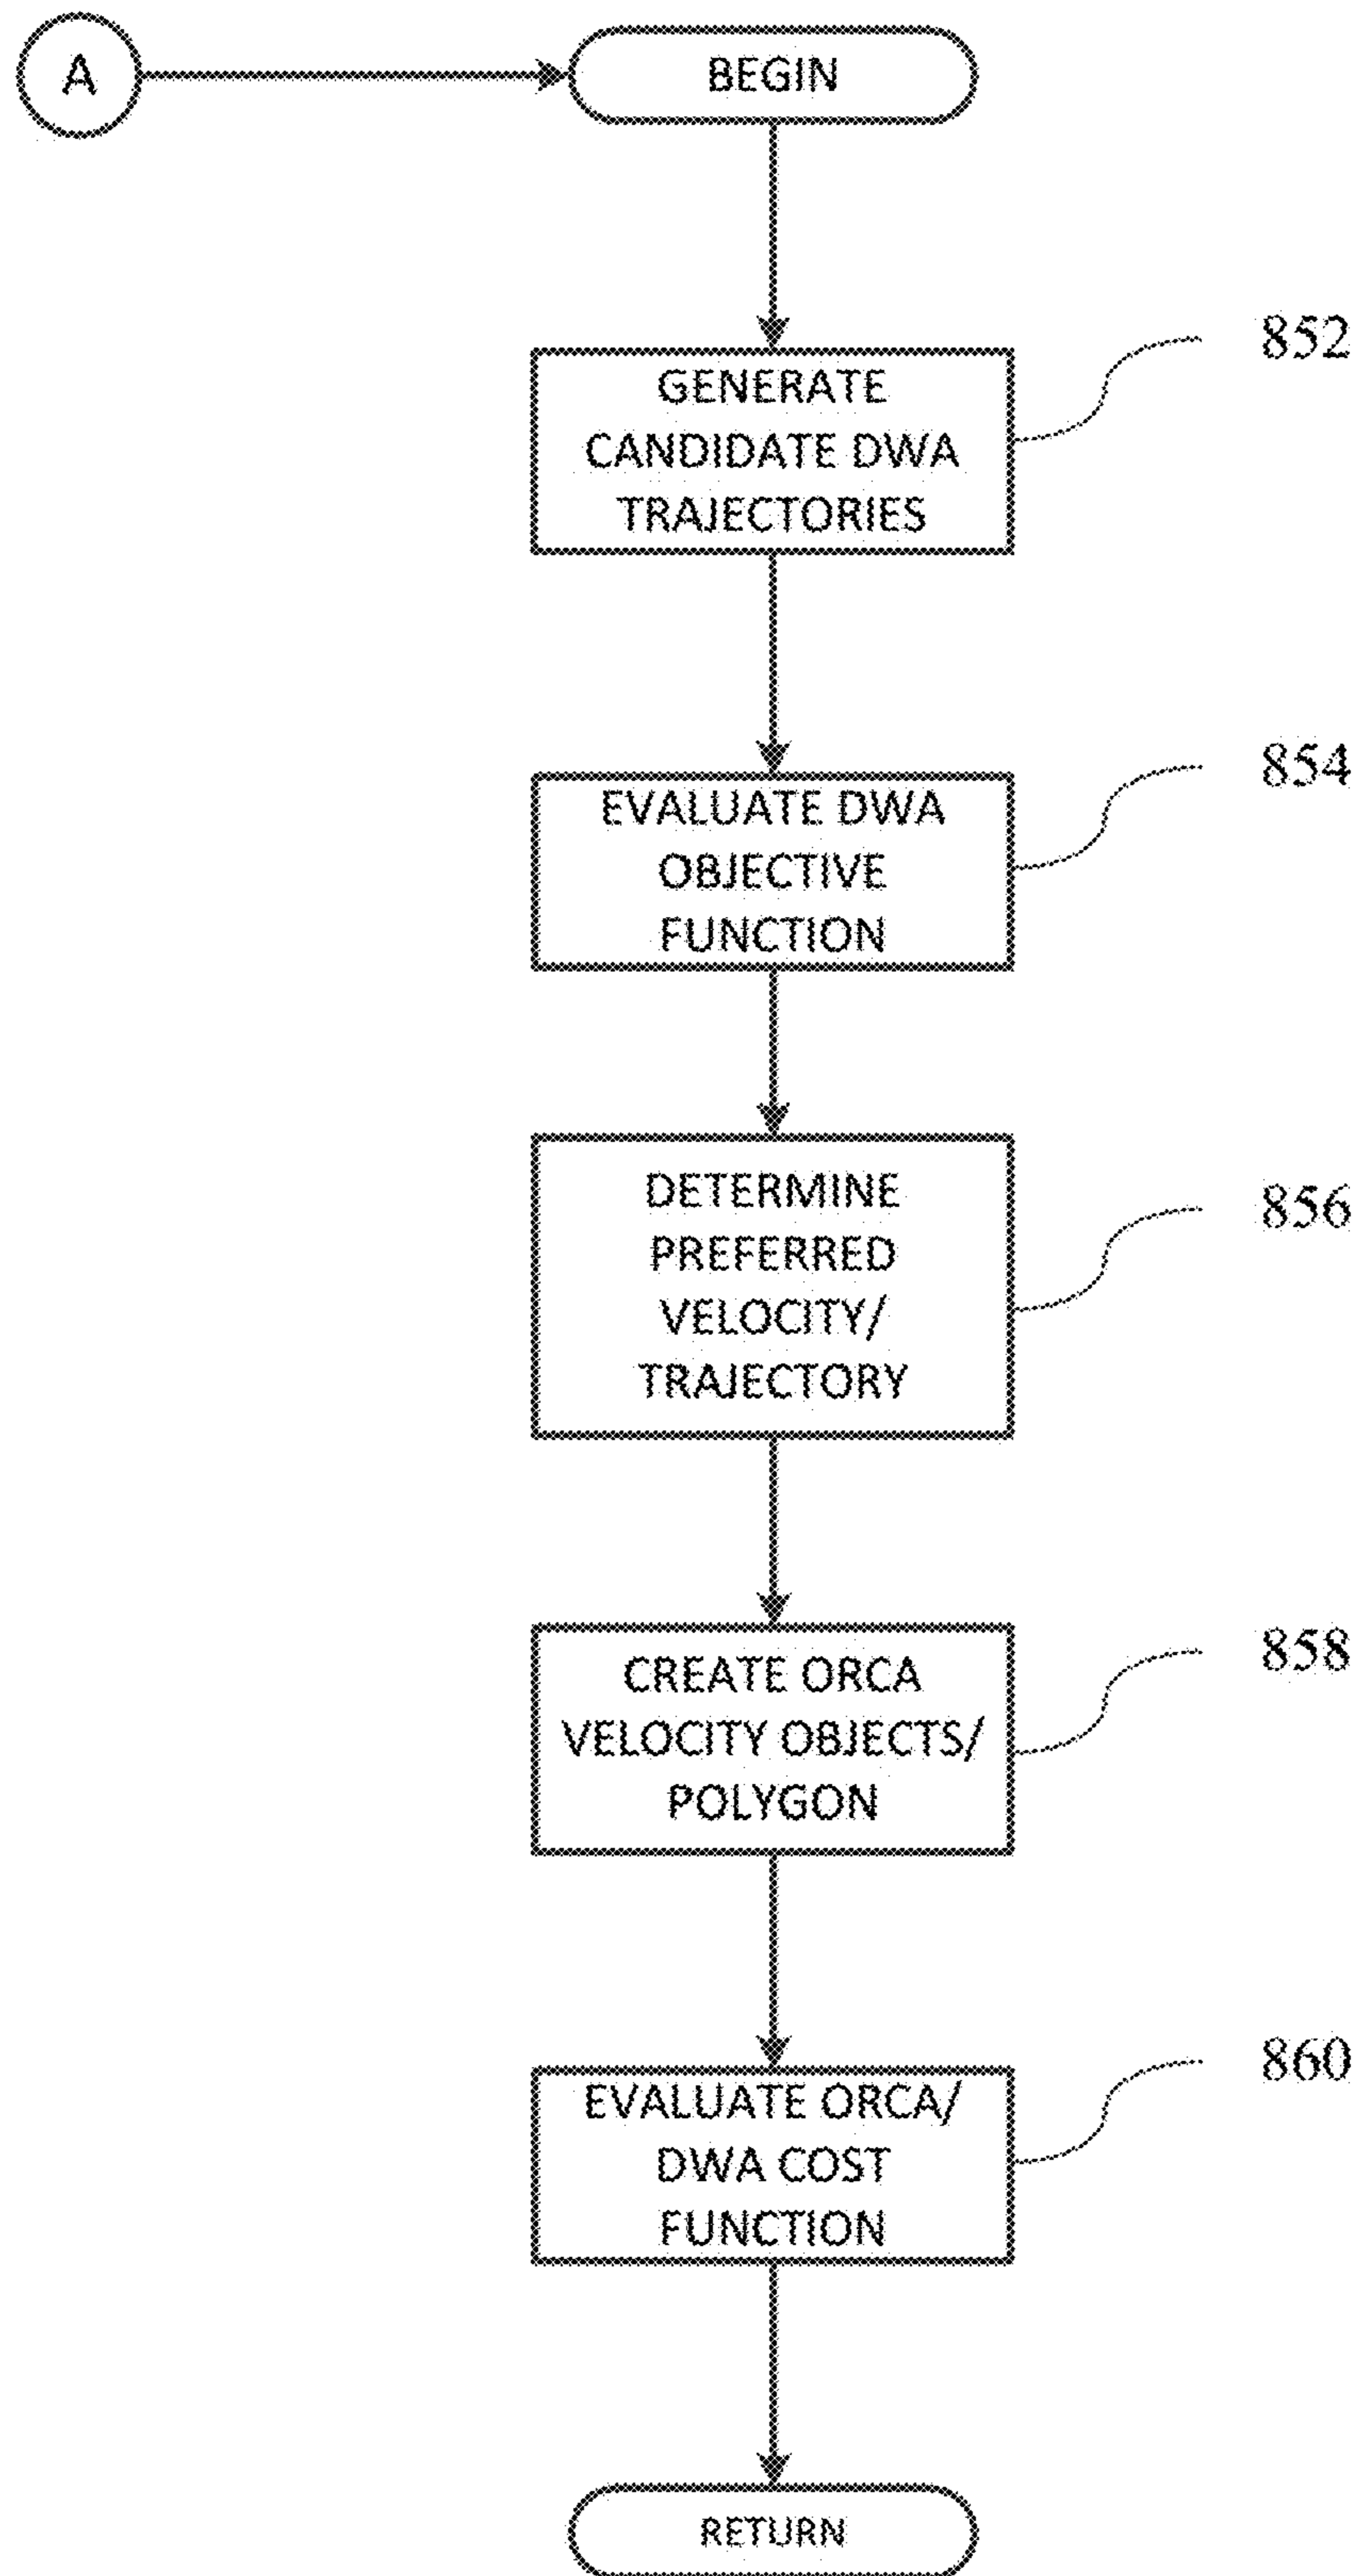 A
BEGIN
852
GENERATE
CANDIDATE DWA
TRAJECTORIES
854
EVALUATE DWA
OBJECTIVE
FUNCTION
856
DETERMINE
PREFERRED
VELOCITY/
TRAJECTORY
858
CREATE ORCA
VELOCITY OBJECTS/
POLYGON
860
EVALUATE ORCA/
DWA COST
FUNCTION
RETURN